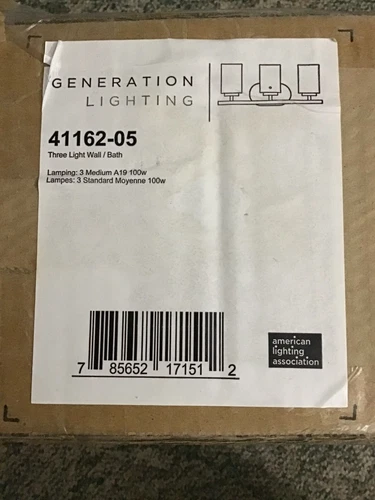 GENERATION
LIGHTING
41162-05
Three Light Wall / Bath
Lamping: 3 Medium A19 100w
Lampes: 3 Standard Moyenne 100w
7 85652 17151 2
american
lighting
association